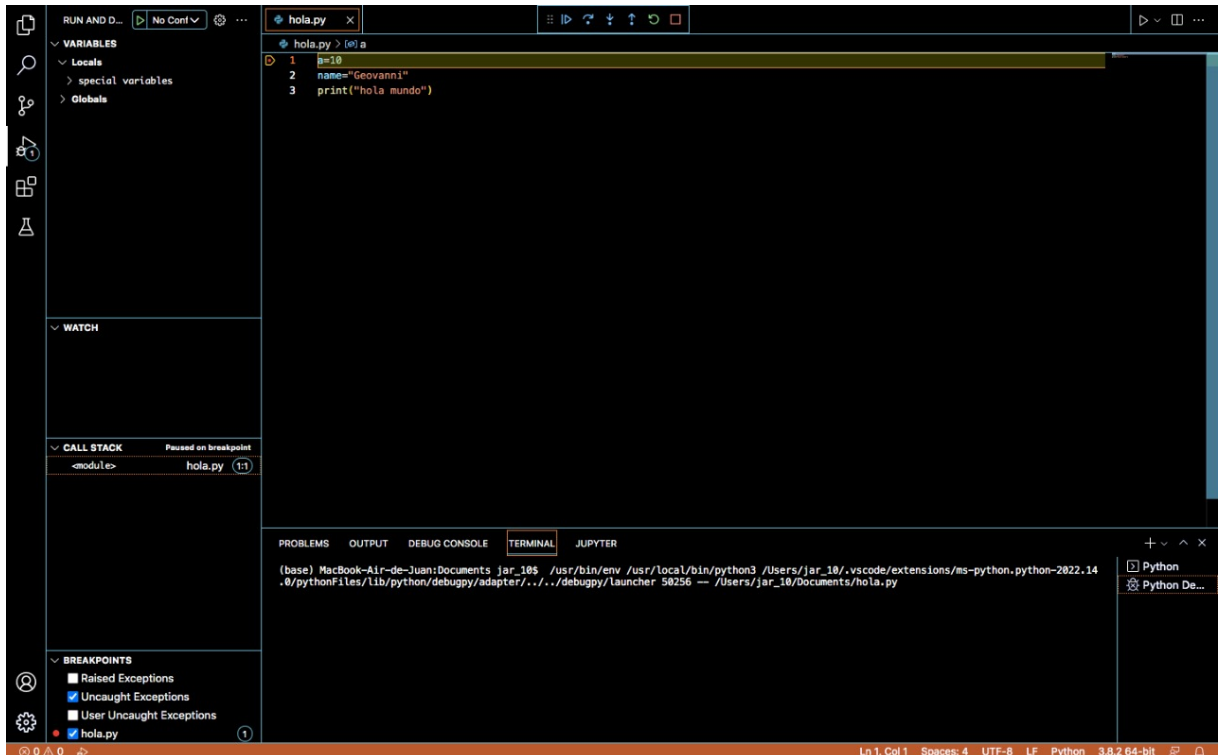 RUN AND D... No Conf
VARIABLES
Locals
special variables
Globals
WATCH
CALL STACK Paused on breakpoint
<module> hola.py 1:1
BREAKPOINTS
Raised Exceptions
Uncaught Exceptions
User Uncaught Exceptions
hola.py 1
hola.py
hola.py > a
1 a=10
2 name="Geovanni"
3 print("hola mundo")
PROBLEMS OUTPUT DEBUG CONSOLE TERMINAL JUPYTER
(base) MacBook-Air-de-Juan:Documents jar_10$ /usr/bin/env /usr/local/bin/python3 /Users/jar_10/.vscode/extensions/ms-python.python-2022.14
.0/pythonFiles/lib/python/debugpy/adapter/../../debugpy/launcher 50256 -- /Users/jar_10/Documents/hola.py
Python
Python De...
1
0 0 Ln 1, Col 1 Spaces: 4 UTF-8 LF Python 3.8.2 64-bit